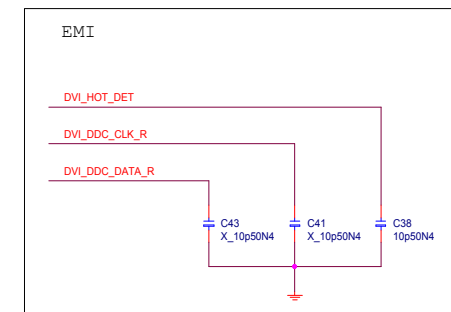 EMI
DVI_HOT_DET
DVI_DDC_CLK_R
DVI_DDC_DATA_R
C43
X_10p50N4
C41
X_10p50N4
C38
10p50N4